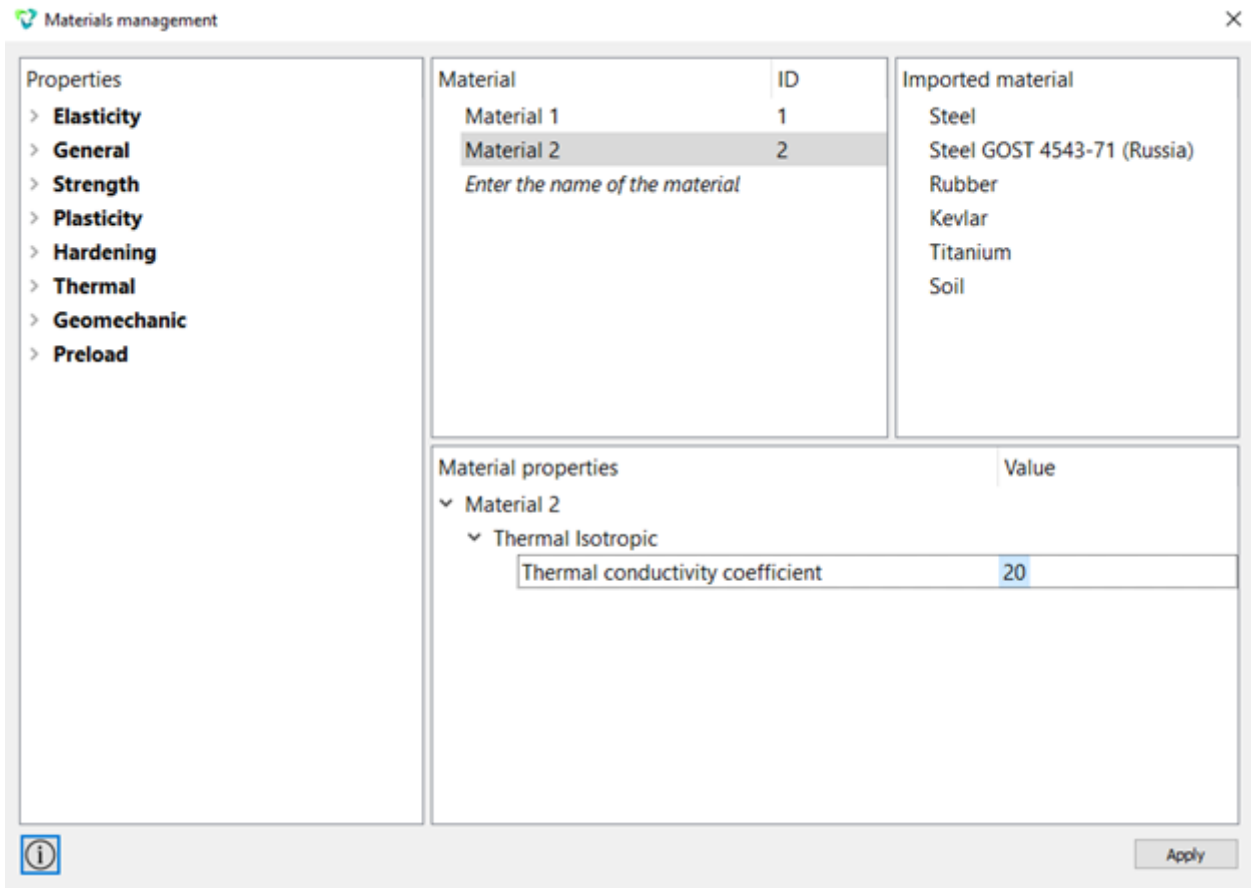 Materials management
Properties
Elasticity
General
Strength
Plasticity
Hardening
Thermal
Geomechanic
Preload
Material ID
Material 1 1
Material 2 2
Enter the name of the material
Imported material
Steel
Steel GOST 4543-71 (Russia)
Rubber
Kevlar
Titanium
Soil
Material properties Value
Material 2
Thermal Isotropic
Thermal conductivity coefficient 20
Apply